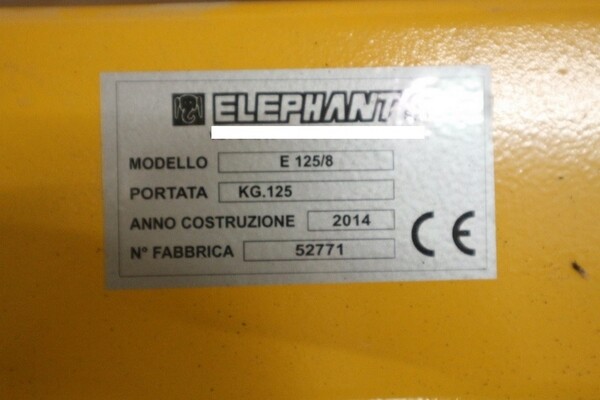 ELEPHANT
MODELLO E 125/8
PORTATA KG.125
ANNO COSTRUZIONE 2014
N° FABBRICA 52771
CE